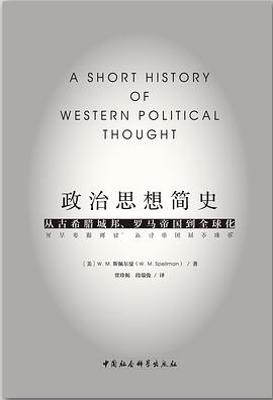 A SHORT HISTORY
OF
WESTERN POLITICAL
THOUGHT
政治思想简史
从古希腊城邦、罗马帝国到全球化
[美] W. M. 斯佩尔曼 (W. M. Spellman) 著
译
中国社会科学出版社